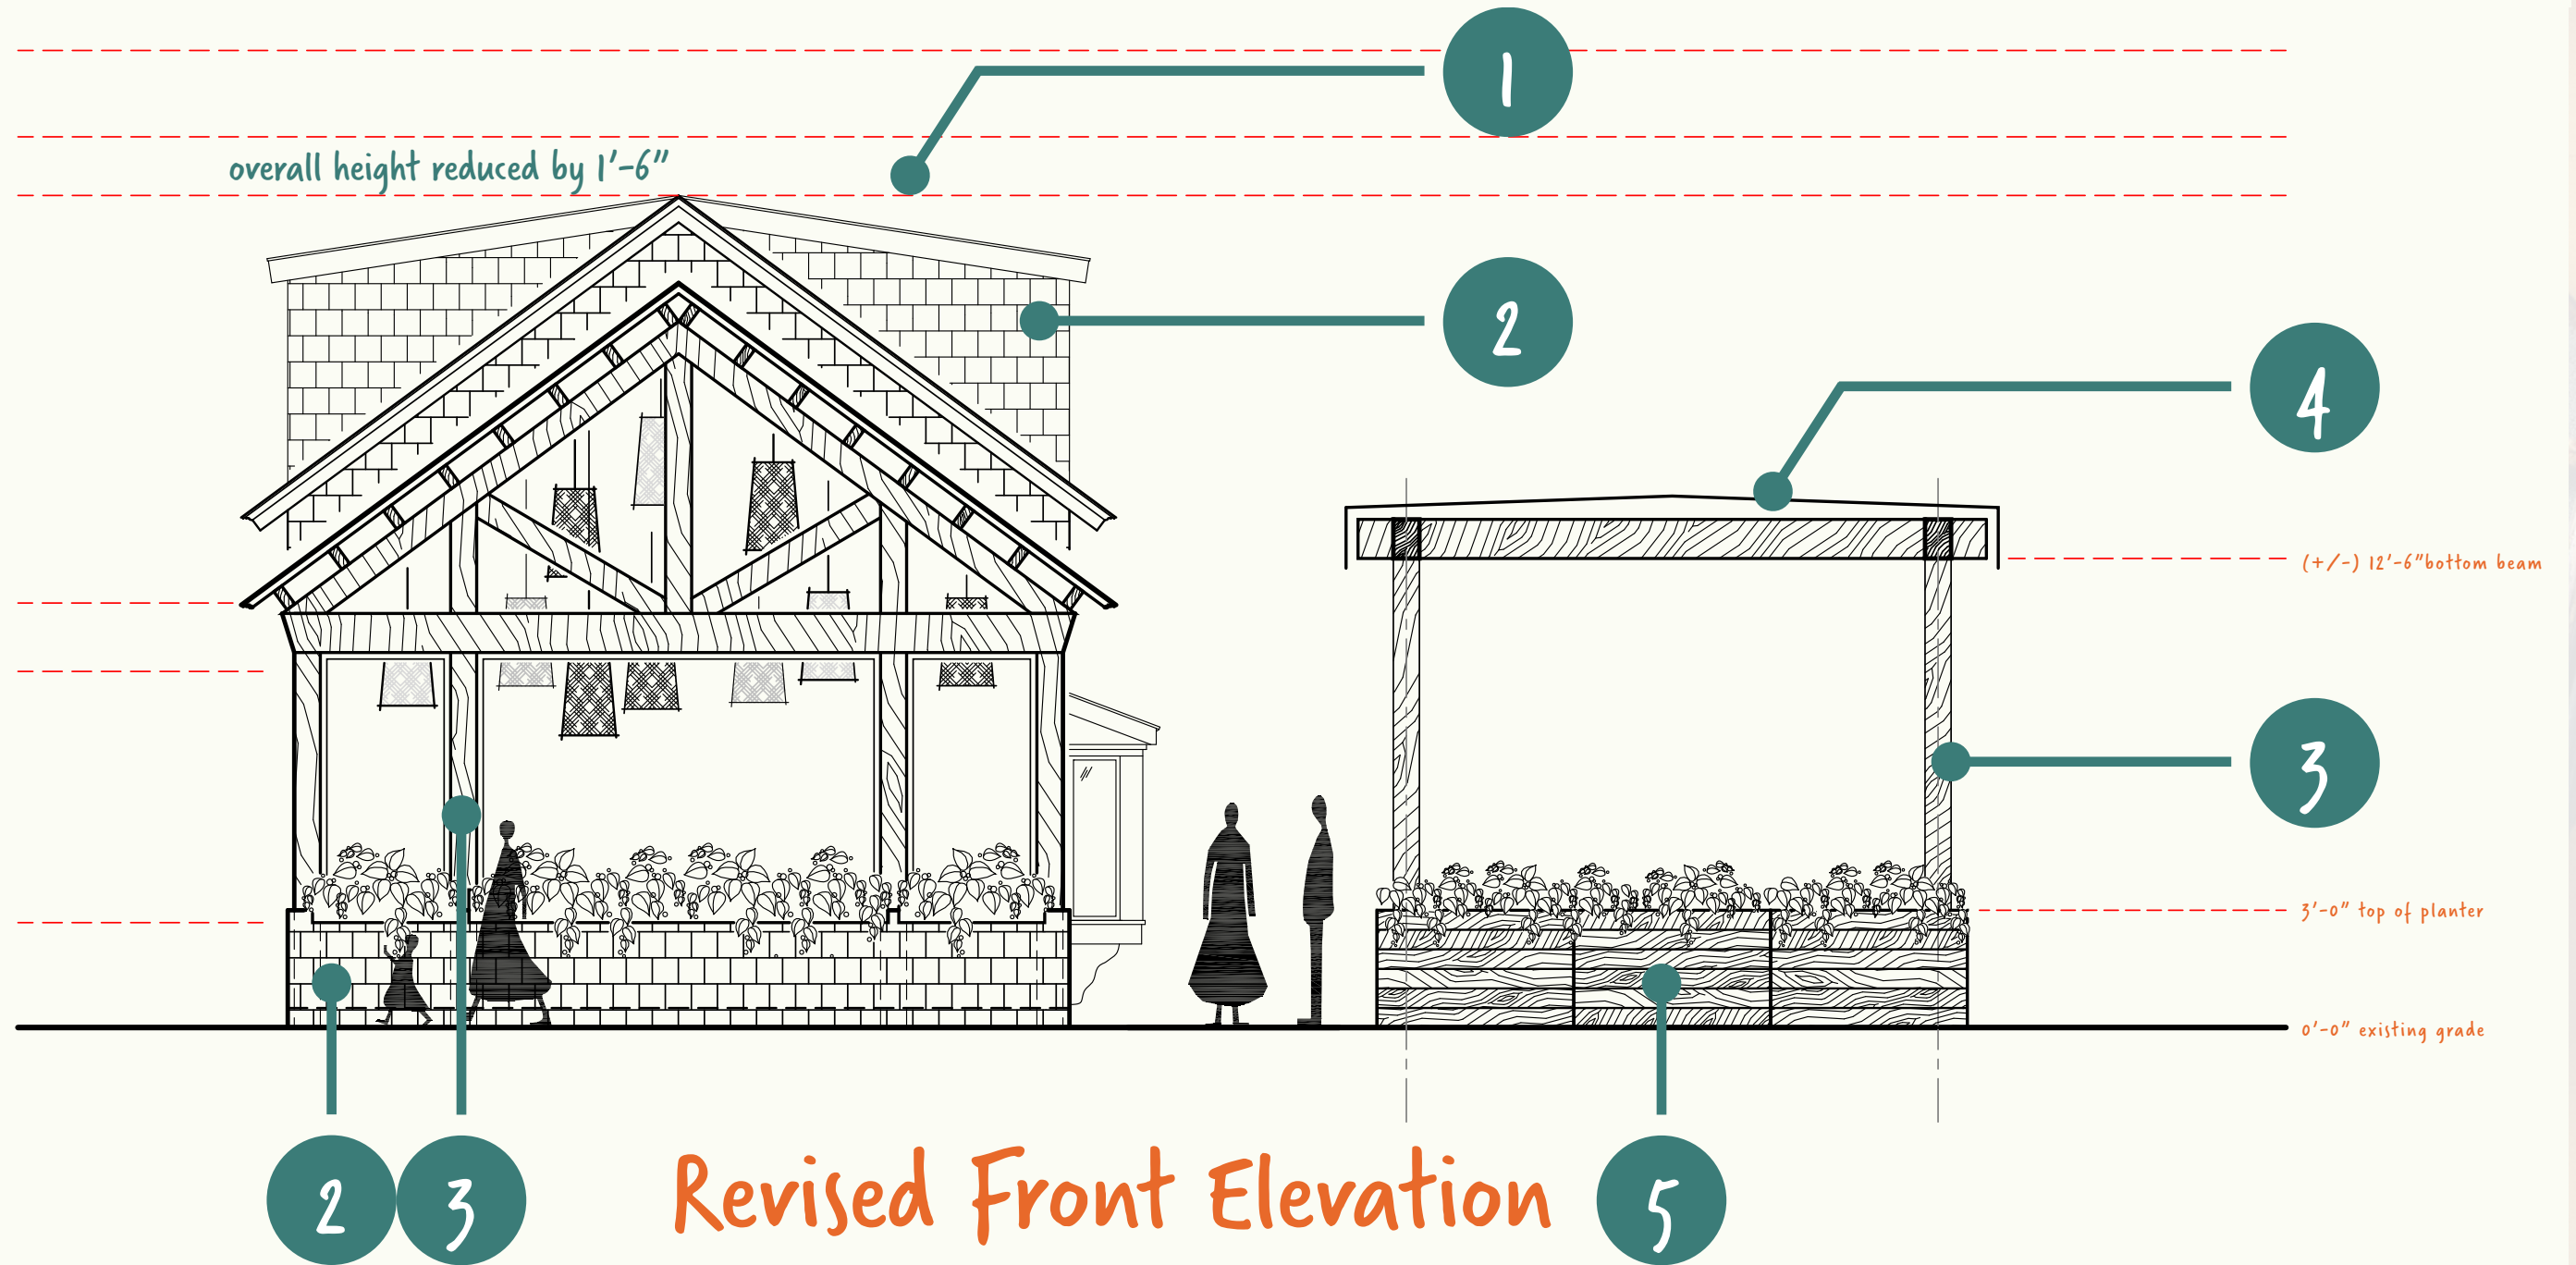 1
overall height reduced by 1'-6"
2
4
(+/-) 12'-6"bottom beam
3
3'-0" top of planter
0'-0" existing grade
2
3
Revised Front Elevation
5